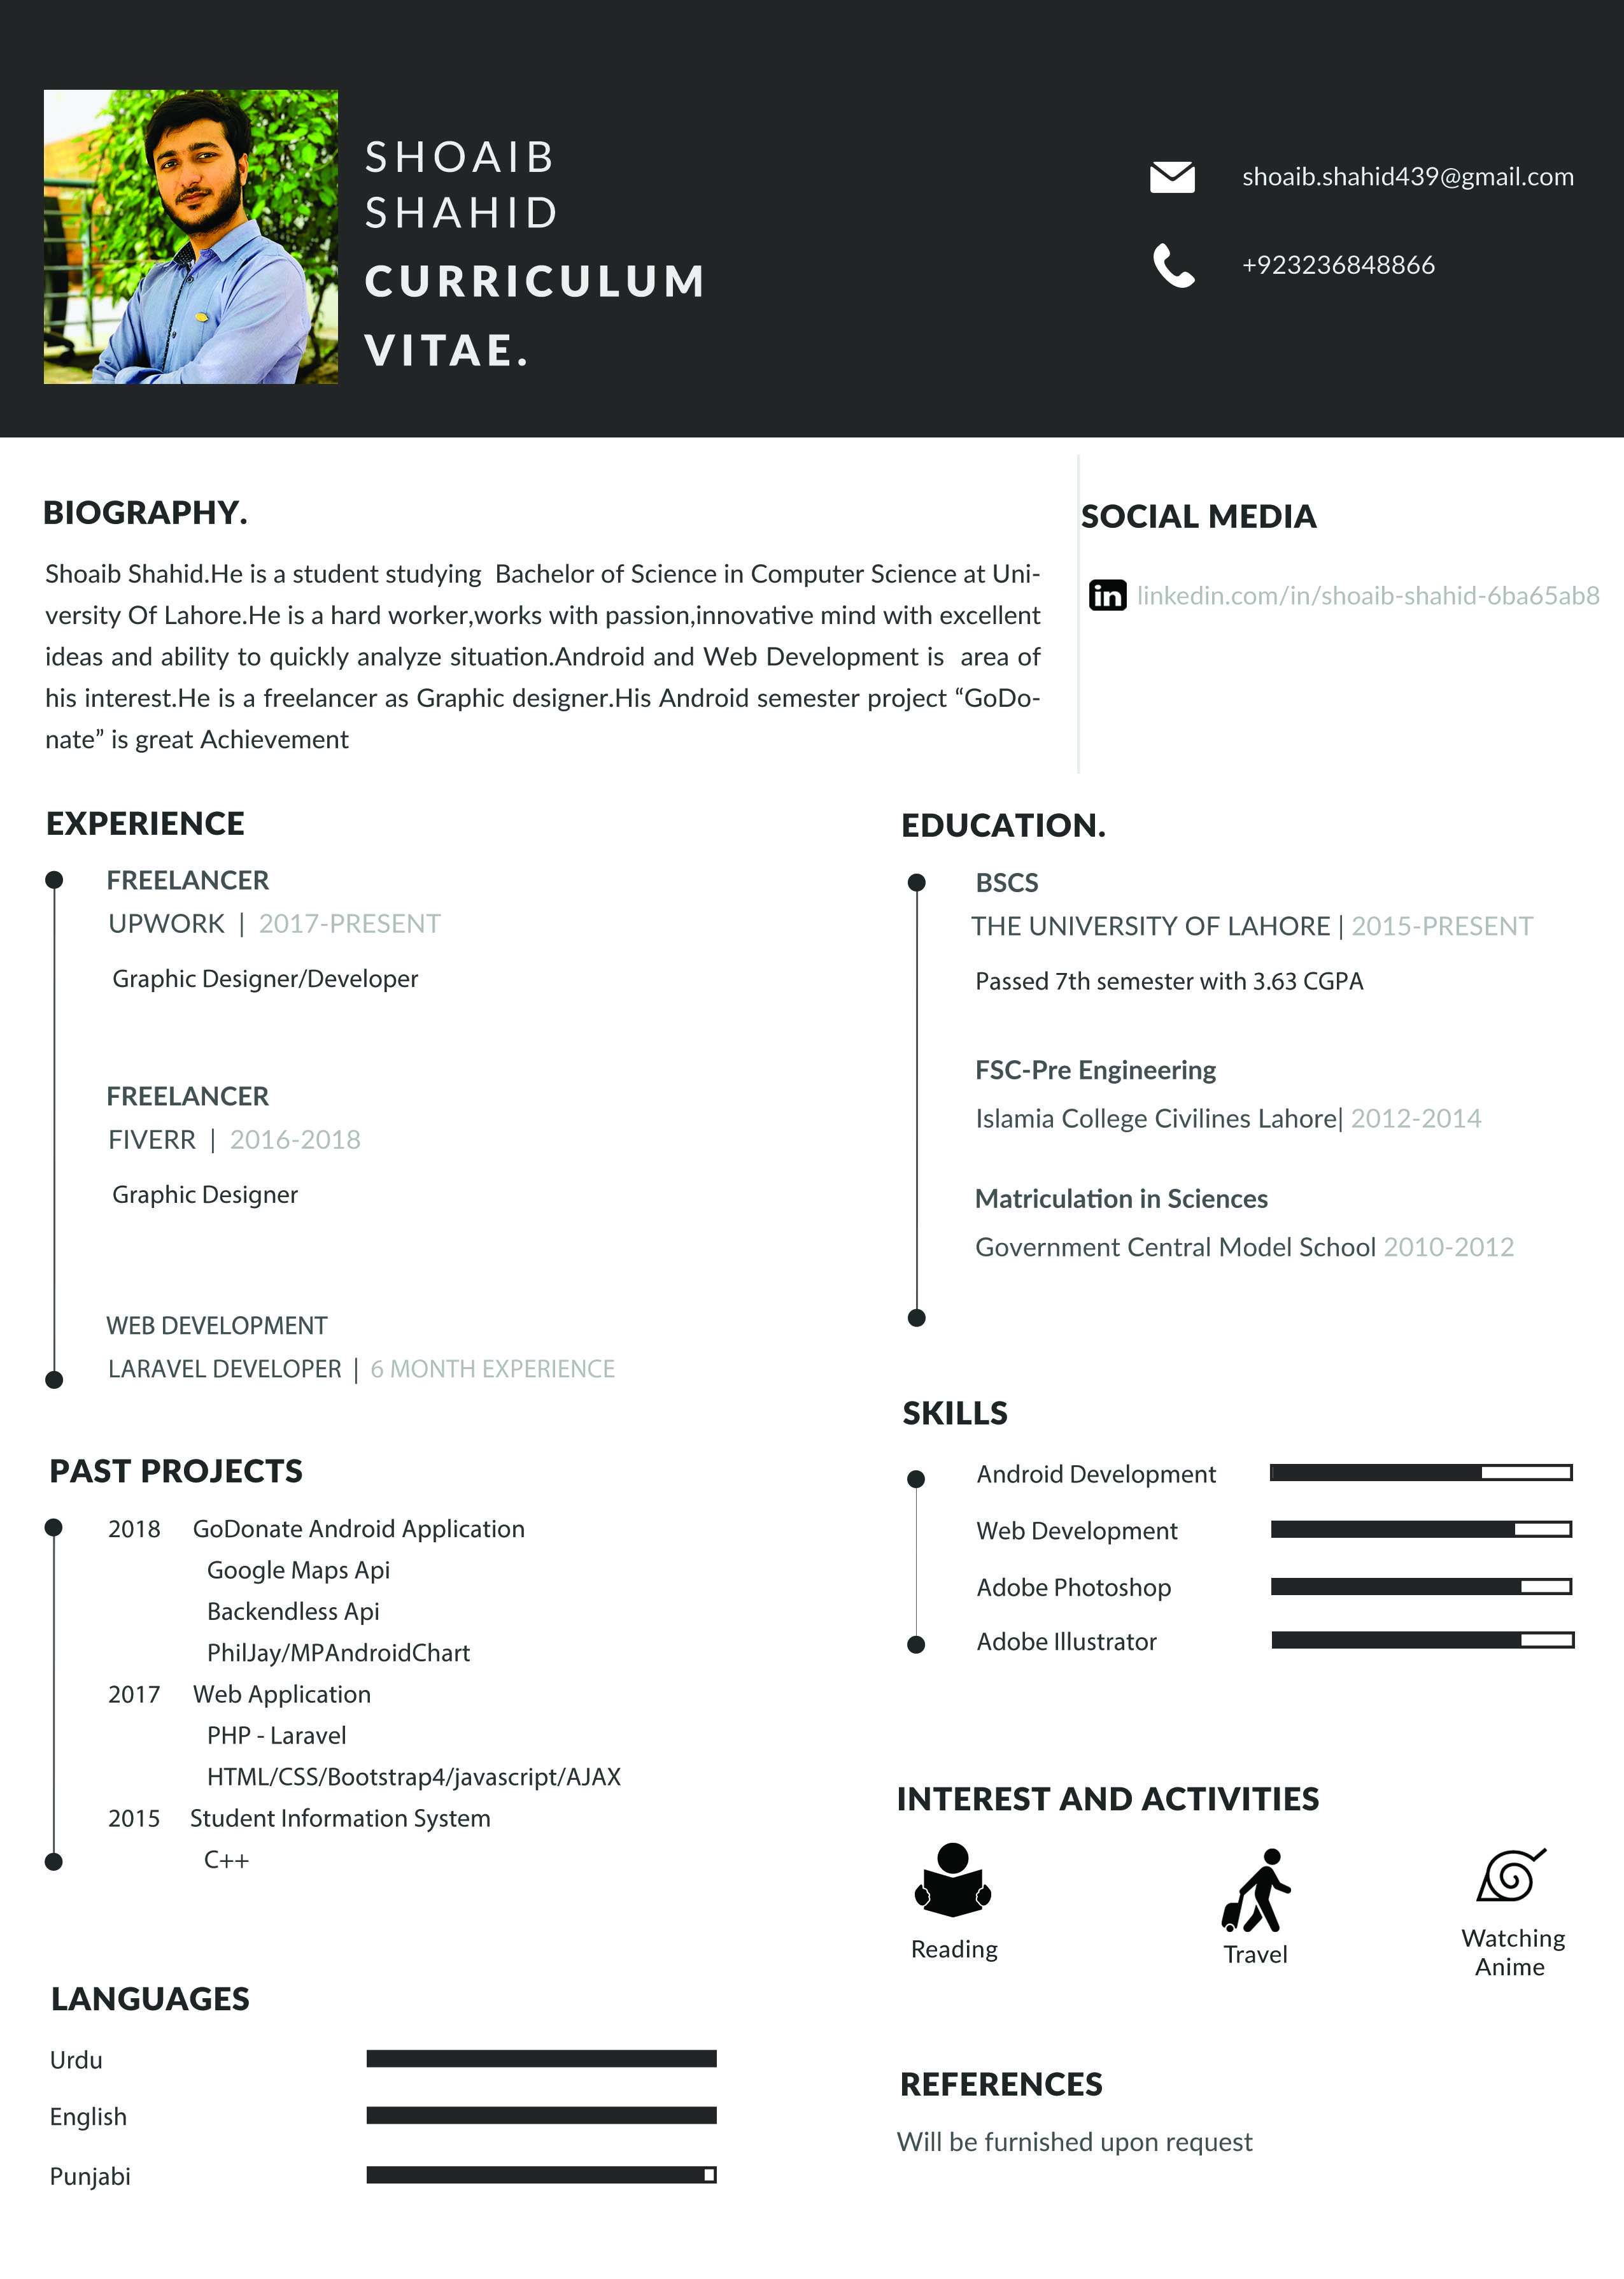 SHOAIB
SHAHID
CURRICULUM
VITAE.
shoaib.shahid439@gmail.com
+923236848866
BIOGRAPHY.
Shoaib Shahid.He is a student studying  Bachelor of Science in Computer Science at Uni-
versity Of Lahore.He is a hard worker,works with passion,innovative mind with excellent
ideas and ability to quickly analyze situation.Android and Web Development is  area of
his interest.He is a freelancer as Graphic designer.His Android semester project “GoDo-
nate” is great Achievement
SOCIAL MEDIA
in linkedin.com/in/shoaib-shahid-6ba65ab8
EXPERIENCE
FREELANCER
UPWORK | 2017-PRESENT
Graphic Designer/Developer
FREELANCER
FIVERR | 2016-2018
Graphic Designer
WEB DEVELOPMENT
LARAVEL DEVELOPER | 6 MONTH EXPERIENCE
PAST PROJECTS
2018 GoDonate Android Application
Google Maps Api
Backendless Api
PhilJay/MPAndroidChart
2017 Web Application
PHP - Laravel
HTML/CSS/Bootstrap4/javascript/AJAX
2015 Student Information System
C++
LANGUAGES
Urdu
English
Punjabi
EDUCATION.
BSCS
THE UNIVERSITY OF LAHORE | 2015-PRESENT
Passed 7th semester with 3.63 CGPA
FSC-Pre Engineering
Islamia College Civilines Lahore| 2012-2014
Matriculation in Sciences
Government Central Model School 2010-2012
SKILLS
Android Development
Web Development
Adobe Photoshop
Adobe Illustrator
INTEREST AND ACTIVITIES
Reading
Travel
Watching
Anime
REFERENCES
Will be furnished upon request